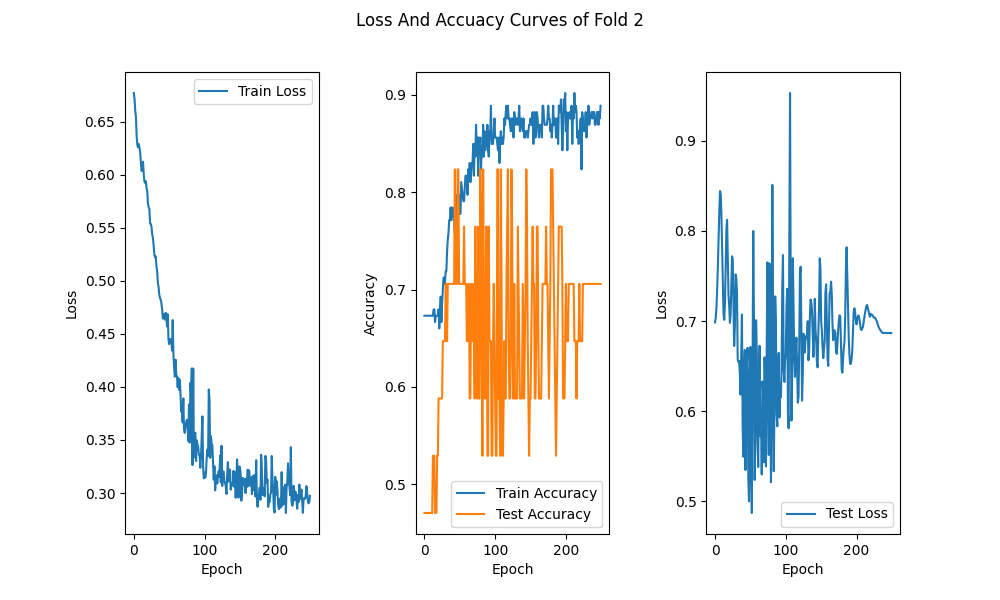 Loss And Accuacy Curves of Fold 2
Loss
0.65
0.60
0.55
0.50
0.45
0.40
0.35
0.30
Train Loss
0
100
200
Epoch
Accuracy
0.9
0.8
0.7
0.6
0.5
Train Accuracy
Test Accuracy
0
100
200
Epoch
Loss
0.9
0.8
0.7
0.6
0.5
Test Loss
0
100
200
Epoch